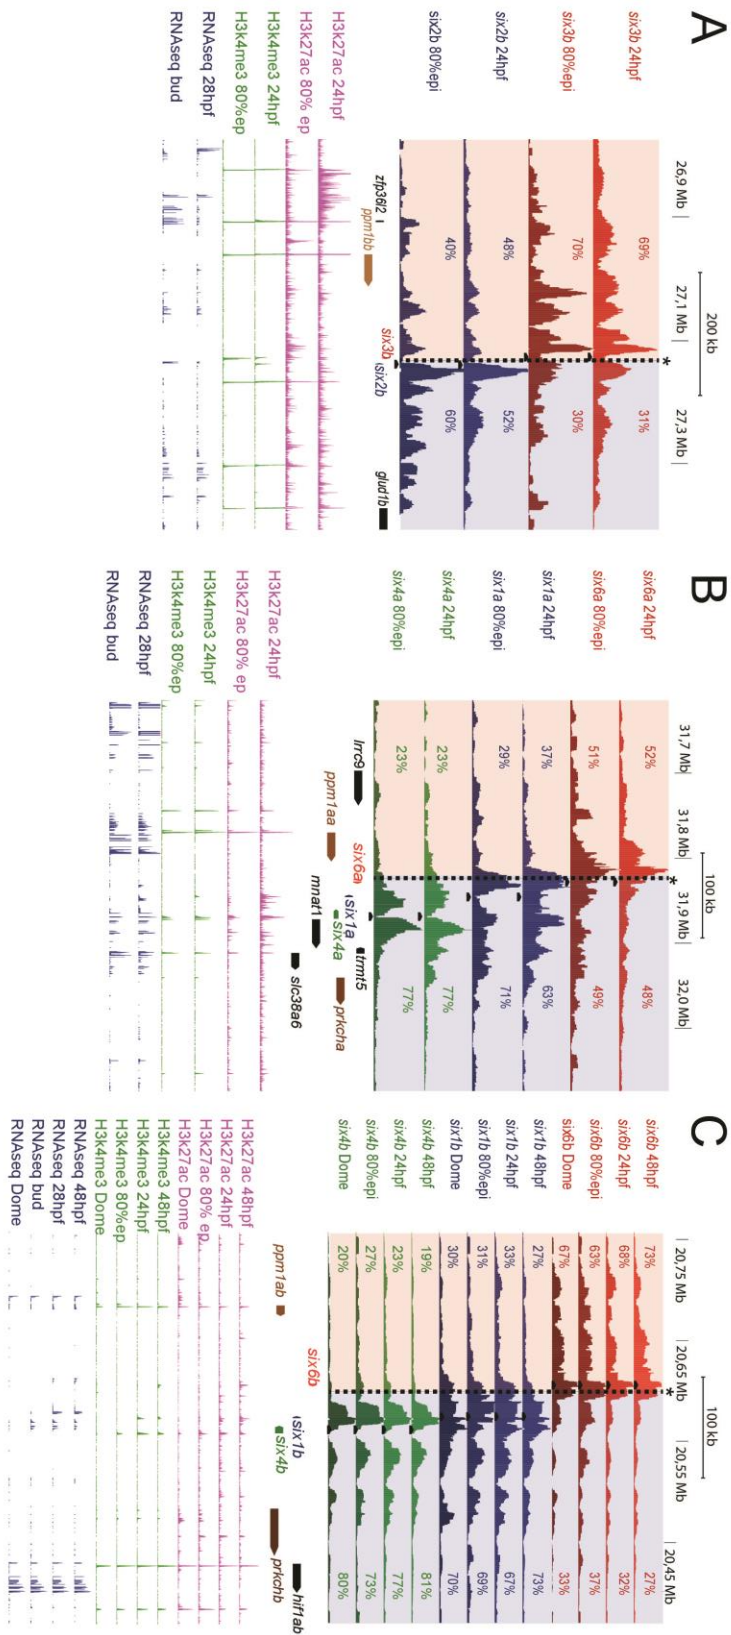 A
200 kb
26,9 Mb
27,1 Mb
*
27,3 Mb
six3b 24hpf
69%
31%
six3b 80%epi
70%
30%
six2b 24hpf
48%
52%
six2b 80%epi
40%
60%
zfp36l2
six3b
six2b
glud1b
ppm1bb
H3k27ac 24hpf
H3k27ac 80% ep
H3k4me3 24hpf
H3k4me3 80%ep
RNAseq 28hpf
RNAseq bud
B
100 kb
31,7 Mb
31,8 Mb
*
31,9 Mb
32,0 Mb
six6a 24hpf
52%
48%
six6a 80%epi
51%
49%
six1a 24hpf
37%
63%
six1a 80%epi
29%
71%
six4a 24hpf
23%
77%
six4a 80%epi
23%
77%
lrrc9
six6a
six1a
trmt5
ppm1aa
six4a
prkcha
mnat1
slc38a6
H3k27ac 24hpf
H3k27ac 80% ep
H3k4me3 24hpf
H3k4me3 80%ep
RNAseq 28hpf
RNAseq bud
C
100 kb
20,75 Mb
20,65 Mb
*
20,55 Mb
20,45 Mb
six6b 48hpf
73%
27%
six6b 24hpf
68%
32%
six6b 80%epi
63%
37%
six6b Dome
67%
33%
six1b 48hpf
27%
73%
six1b 24hpf
33%
67%
six1b 80%epi
31%
69%
six1b Dome
30%
70%
six4b 48hpf
19%
81%
six4b 24hpf
23%
77%
six4b 80%epi
27%
73%
six4b Dome
20%
80%
six6b
six1b
hif1ab
ppm1ab
six4b
prkchb
H3k27ac 48hpf
H3k27ac 24hpf
H3k27ac 80% ep
H3k27ac Dome
H3k4me3 48hpf
H3k4me3 24hpf
H3k4me3 80%ep
H3k4me3 Dome
RNAseq 48hpf
RNAseq 28hpf
RNAseq bud
RNAseq Dome